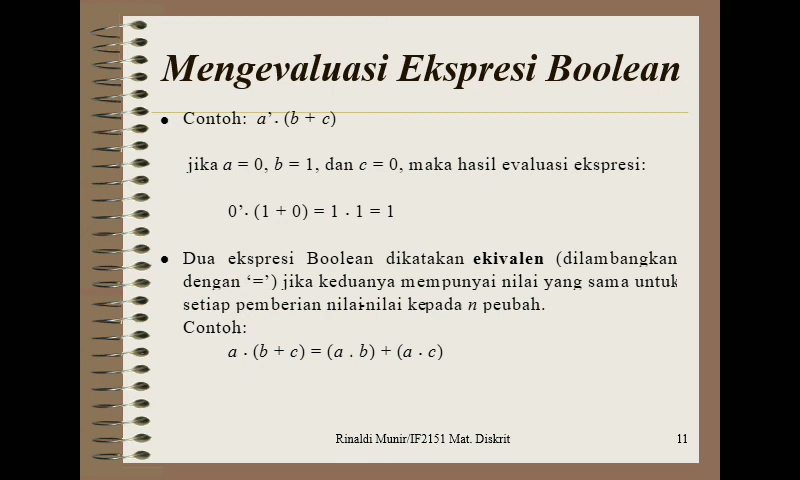 Mengevaluasi Ekspresi Boolean
• Contoh: a’. (b + c)
jika a = 0, b = 1, dan c = 0, maka hasil evaluasi ekspresi:
0’. (1 + 0) = 1 . 1 = 1
• Dua ekspresi Boolean dikatakan ekivalen (dilambangkan
dengan ‘=’) jika keduanya mempunyai nilai yang sama untuk
setiap pemberian nilai-nilai kepada n peubah.
Contoh:
a . (b + c) = (a . b) + (a . c)
Rinaldi Munir/IF2151 Mat. Diskrit
11